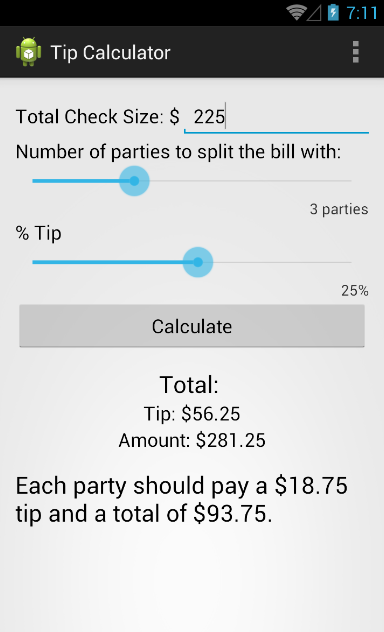 7:11
Tip Calculator
Total Check Size: $ 225
Number of parties to split the bill with:
3 parties
% Tip
25%
Calculate
Total:
Tip: $56.25
Amount: $281.25
Each party should pay a $18.75
tip and a total of $93.75.